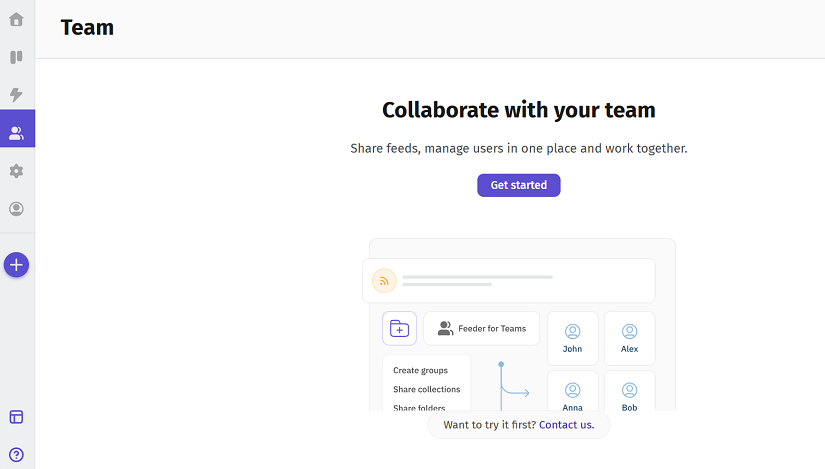 Team
Collaborate with your team
Share feeds, manage users in one place and work together.
Get started
Feeder for Teams
John
Alex
Create groups
Share collections
Share folders
Anna
Bob
Want to try it first? Contact us.